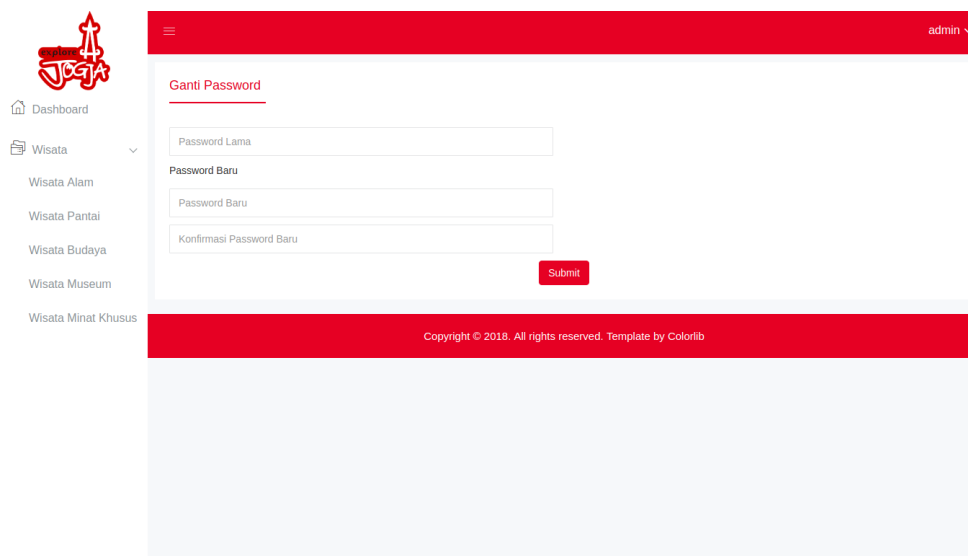 explore
JOGJA
Dashboard
Wisata
Wisata Alam
Wisata Pantai
Wisata Budaya
Wisata Museum
Wisata Minat Khusus
admin
Ganti Password
Password Lama
Password Baru
Password Baru
Konfirmasi Password Baru
Submit
Copyright © 2018. All rights reserved. Template by Colorlib